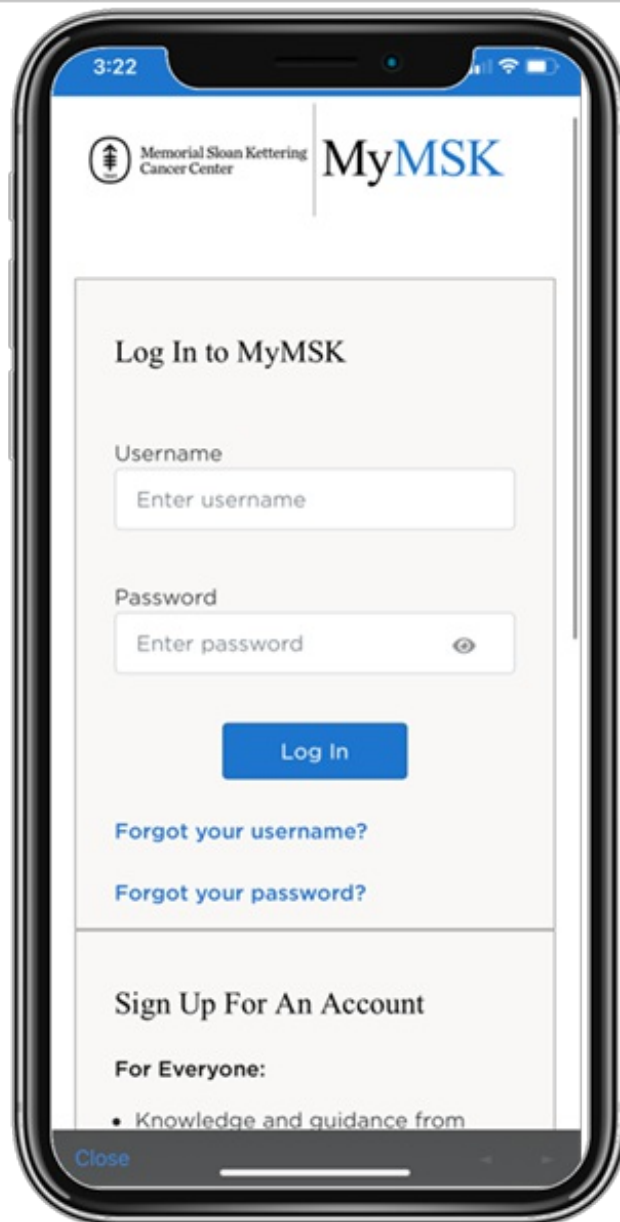 3:22
Memorial Sloan Kettering
Cancer Center
MyMSK
Log In to MyMSK
Username
Enter username
Password
Enter password
Log In
Forgot your username?
Forgot your password?
Sign Up For An Account
For Everyone:
• Knowledge and guidance from
Close